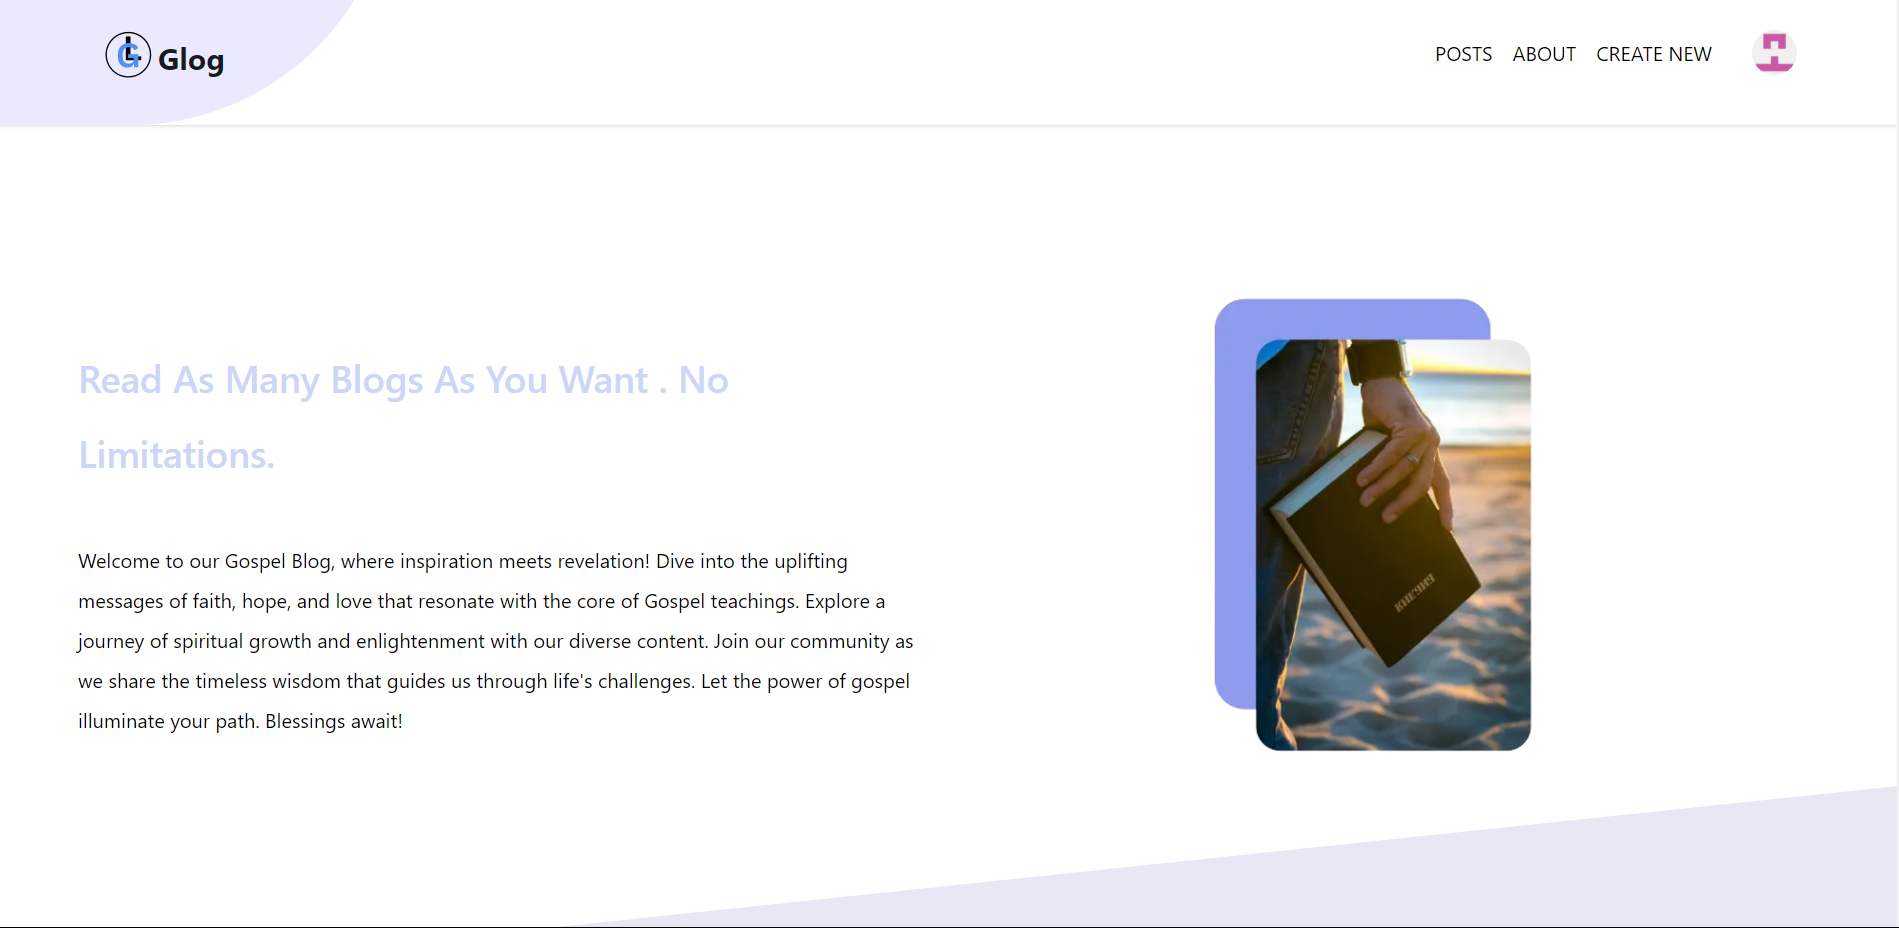 Glog
POSTS ABOUT CREATE NEW
Read As Many Blogs As You Want . No
Limitations.
Welcome to our Gospel Blog, where inspiration meets revelation! Dive into the uplifting
messages of faith, hope, and love that resonate with the core of Gospel teachings. Explore a
journey of spiritual growth and enlightenment with our diverse content. Join our community as
we share the timeless wisdom that guides us through life's challenges. Let the power of gospel
illuminate your path. Blessings await!